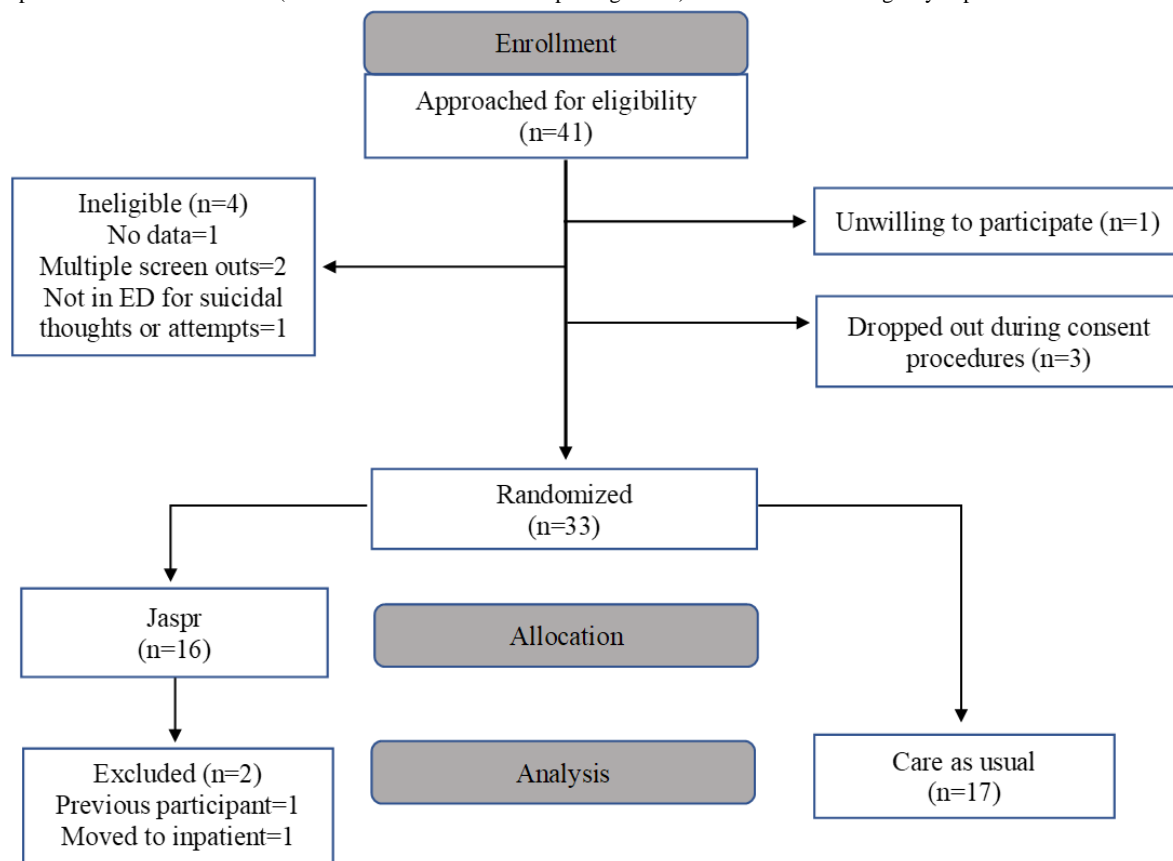 Enrollment
Approached for eligibility
(n=41)
Ineligible (n=4)
No data=1
Multiple screen outs=2
Not in ED for suicidal
thoughts or attempts=1
Unwilling to participate (n=1)
Dropped out during consent
procedures (n=3)
Randomized
(n=33)
Jaspr
(n=16)
Allocation
Excluded (n=2)
Previous participant=1
Moved to inpatient=1
Analysis
Care as usual
(n=17)